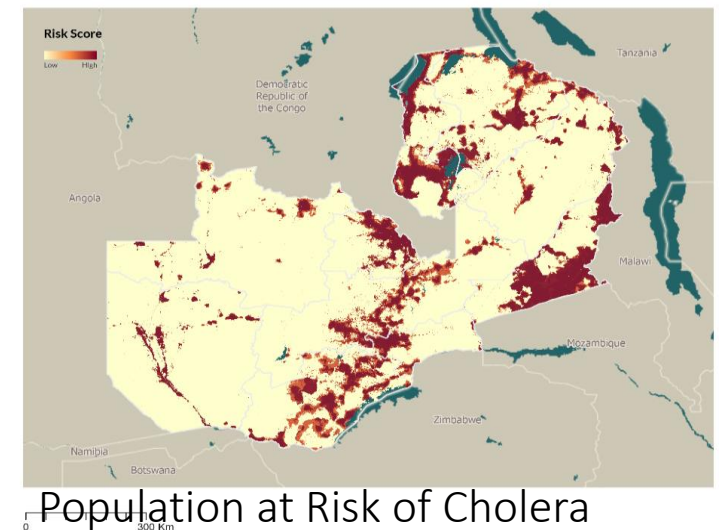 Risk Score
Low High
Tanzania
Democratic
Republic of
the Congo
Angola
Malawi
Mozambique
Zimbabwe
Namibia
Botswana
Population at Risk of Cholera
0 300 Km